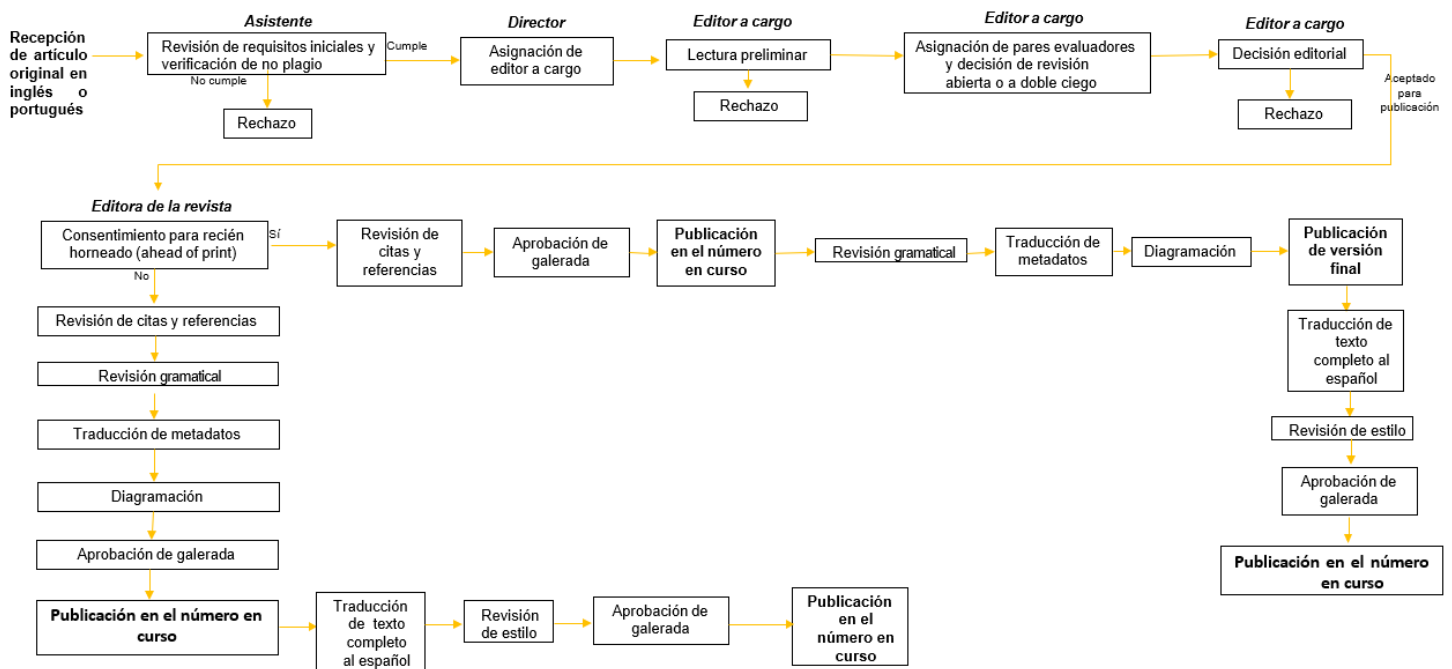 Recepción
de artículo
original en
inglés o
portugués
Asistente
Revisión de requisitos iniciales y
verificación de no plagio
Cumple
No cumple
Rechazo
Director
Asignación de
editor a cargo
Editor a cargo
Lectura preliminar
Rechazo
Editor a cargo
Asignación de pares evaluadores
y decisión de revisión
abierta o a doble ciego
Editor a cargo
Decisión editorial
Rechazo
Aceptado
para
publicación
Editora de la revista
Consentimiento para recién
horneado (ahead of print)
Sí
No
Revisión de
citas y
referencias
Aprobación de
galerada
Publicación
en el número
en curso
Revisión gramatical
Traducción de
metadatos
Diagramación
Publicación
de versión
final
Traducción de
texto
completo al
español
Revisión de estilo
Aprobación de
galerada
Publicación en el número
en curso
Revisión de citas y referencias
Revisión gramatical
Traducción de metadatos
Diagramación
Aprobación de galerada
Publicación en el número en
curso
Traducción
de texto
completo
al español
Revisión
de estilo
Aprobación de
galerada
Publicación
en el
número en
curso